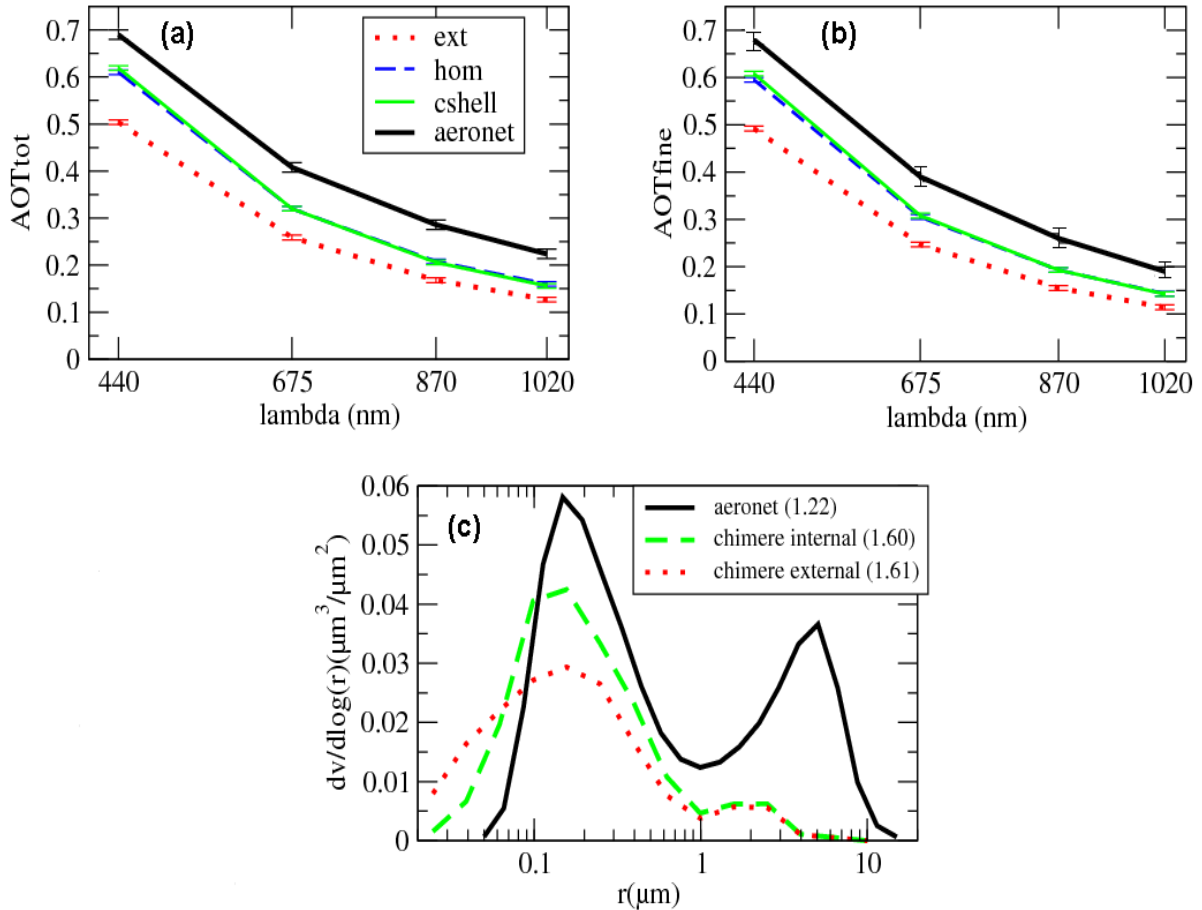 (a)
AOTtot
0.7
0.6
0.5
0.4
0.3
0.2
0.1
0
ext
hom
cshell
aeronet
440
675
870
1020
lambda (nm)
(b)
AOTfine
0.7
0.6
0.5
0.4
0.3
0.2
0.1
0
440
675
870
1020
lambda (nm)
(c)
dv/dlog(r)(μm³/μm²)
0.06
0.05
0.04
0.03
0.02
0.01
0
aeronet (1.22)
chimere internal (1.60)
chimere external (1.61)
0.1
1
10
r(μm)